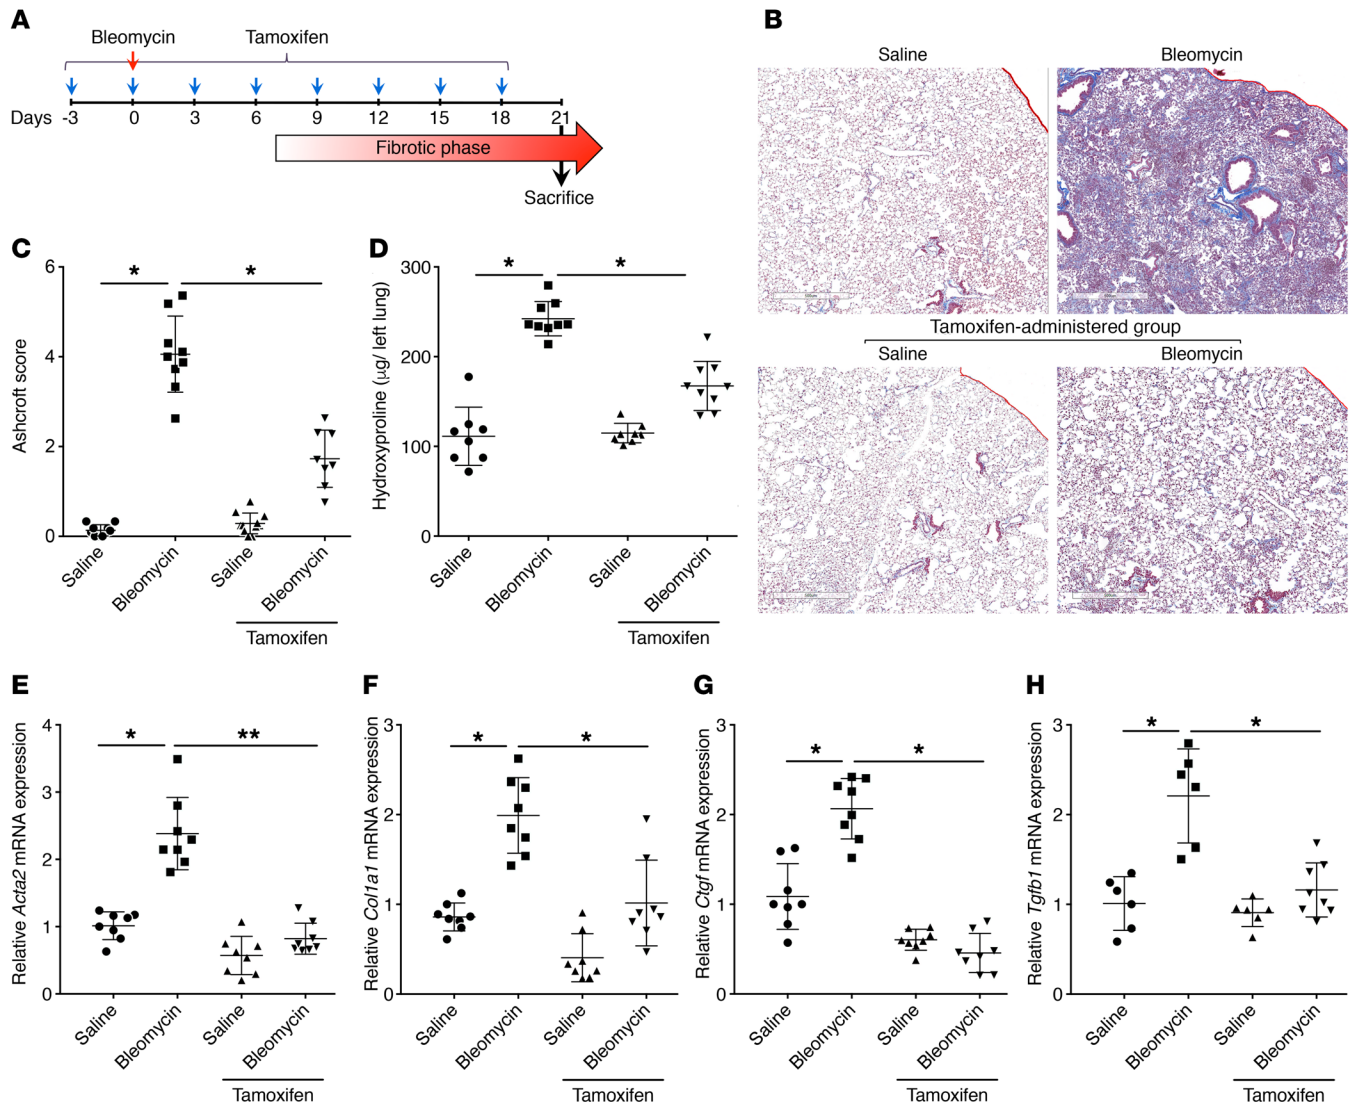 A
Bleomycin
Tamoxifen
Days -3 0 3 6 9 12 15 18 21
Fibrotic phase
Sacrifice
B
Saline Bleomycin
Tamoxifen-administered group
Saline Bleomycin
C
Ashcroft score
6
4
2
0
* *
Saline
Bleomycin
Saline
Bleomycin
Tamoxifen
D
Hydroxyproline (μg/ left lung)
300
200
100
0
* *
Saline
Bleomycin
Saline
Bleomycin
Tamoxifen
E
Relative Acta2 mRNA expression
4
3
2
1
0
* **
Saline
Bleomycin
Saline
Bleomycin
Tamoxifen
F
Relative Col1a1 mRNA expression
3
2
1
0
* *
Saline
Bleomycin
Saline
Bleomycin
Tamoxifen
G
Relative Ctgf mRNA expression
3
2
1
0
* *
Saline
Bleomycin
Saline
Bleomycin
Tamoxifen
H
Relative Tgfb1 mRNA expression
3
2
1
0
* *
Saline
Bleomycin
Saline
Bleomycin
Tamoxifen